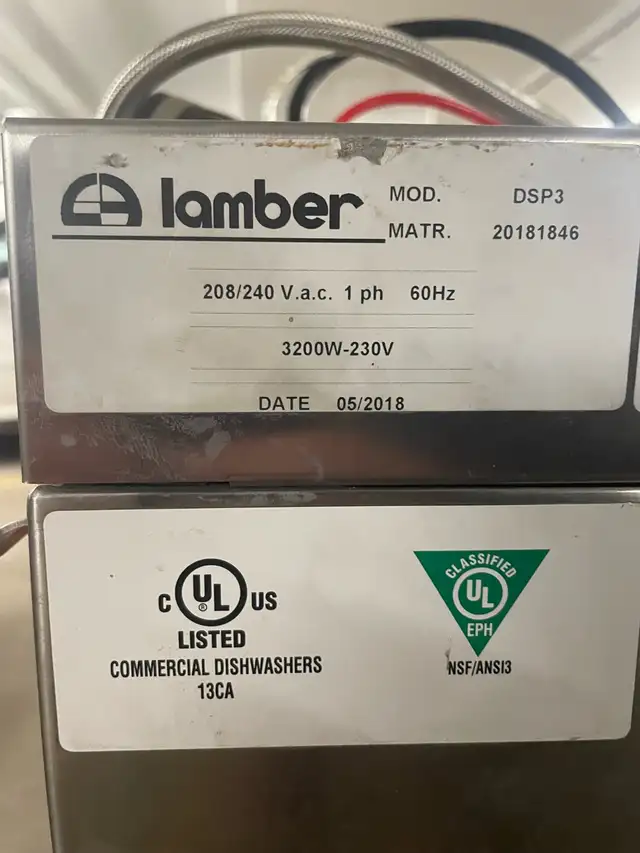 lamber
MOD. DSP3
MATR. 20181846
208/240 V.a.c. 1 ph 60Hz
3200W-230V
DATE 05/2018
C UL ® US
LISTED
COMMERCIAL DISHWASHERS
13CA
CLASSIFIED
UL
EPH
NSF/ANSI3